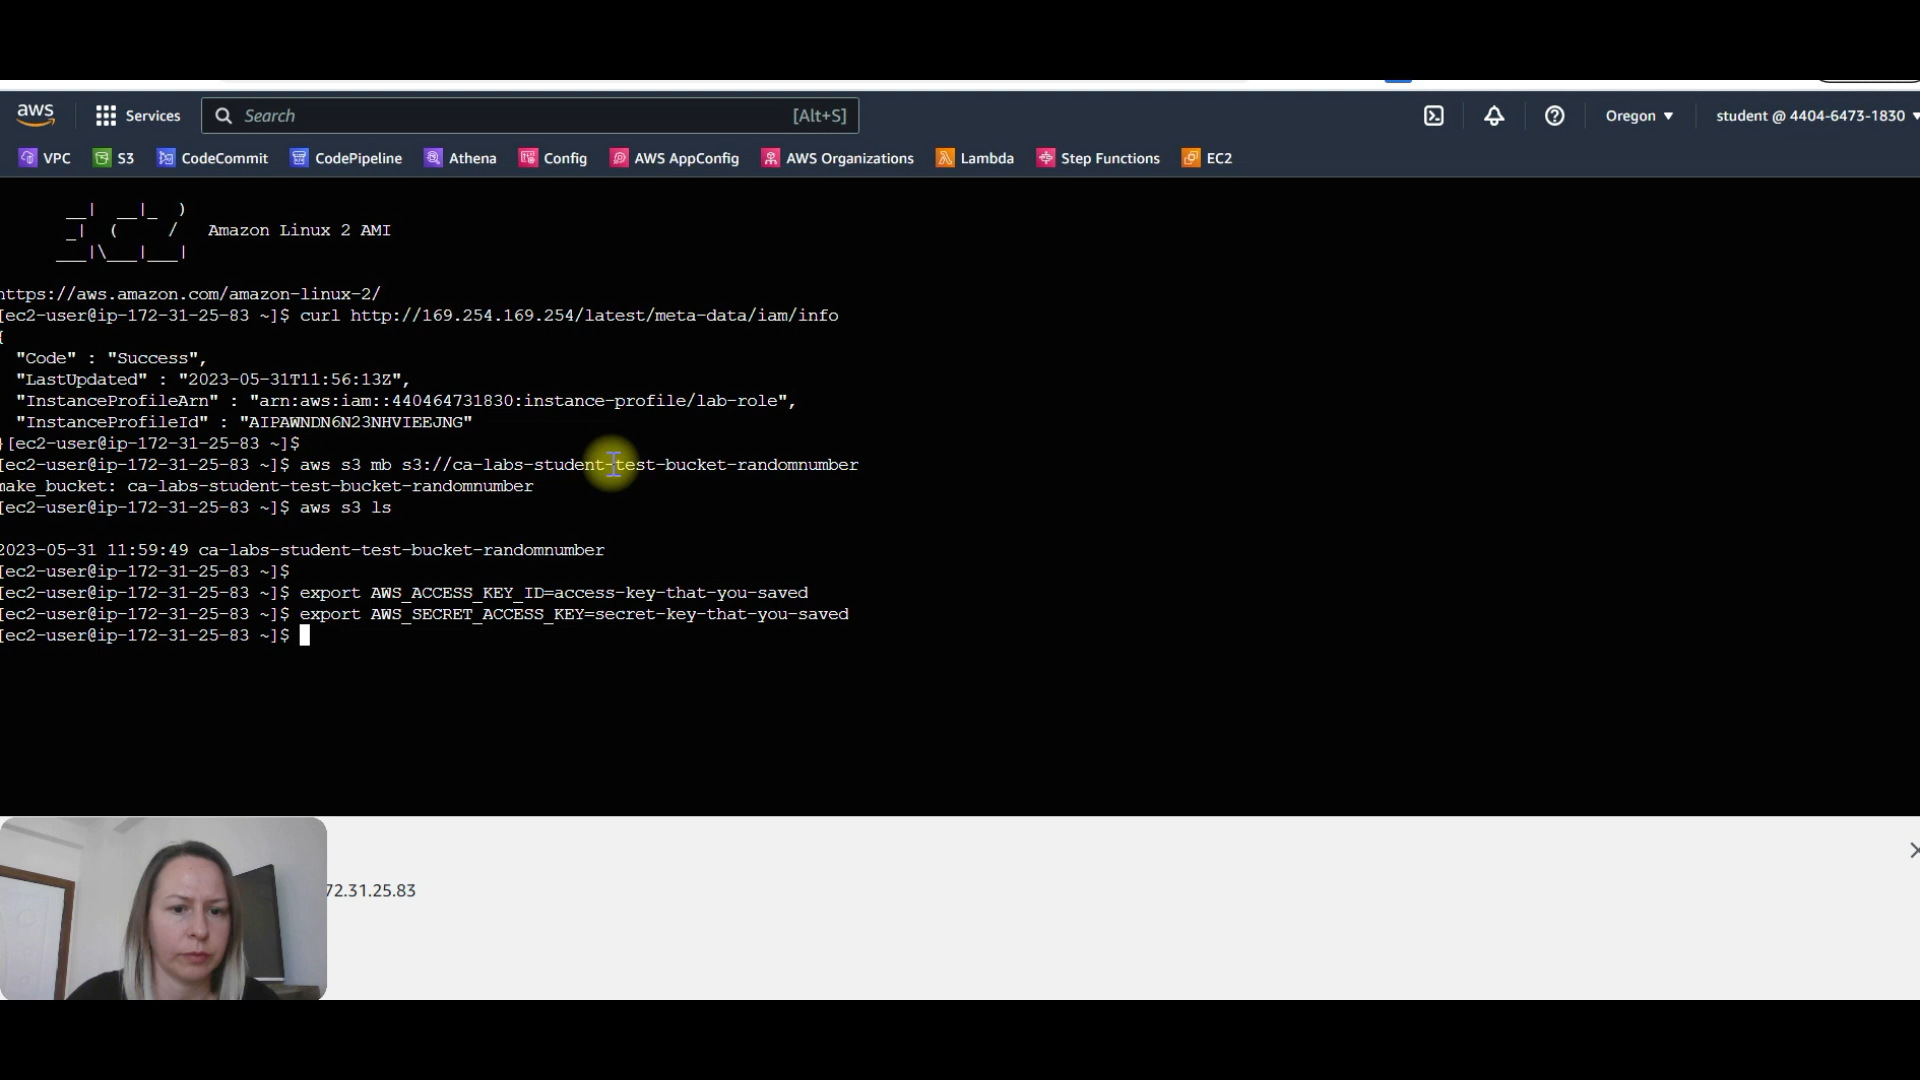 aws
Services
Search
[Alt+S]
Oregon
student @ 4404-6473-1830
VPC
S3
CodeCommit
CodePipeline
Athena
Config
AWS AppConfig
AWS Organizations
Lambda
Step Functions
EC2
__|  __|_  )
_|  (     /   Amazon Linux 2 AMI
___|\___|___|
https://aws.amazon.com/amazon-linux-2/
[ec2-user@ip-172-31-25-83 ~]$ curl http://169.254.169.254/latest/meta-data/iam/info
{
"Code" : "Success",
"LastUpdated" : "2023-05-31T11:56:13Z",
"InstanceProfileArn" : "arn:aws:iam::440464731830:instance-profile/lab-role",
"InstanceProfileId" : "AIPAWNDN6N23NHVIEEJNG"
}[ec2-user@ip-172-31-25-83 ~]$
[ec2-user@ip-172-31-25-83 ~]$ aws s3 mb s3://ca-labs-student-test-bucket-randomnumber
make_bucket: ca-labs-student-test-bucket-randomnumber
[ec2-user@ip-172-31-25-83 ~]$ aws s3 ls
2023-05-31 11:59:49 ca-labs-student-test-bucket-randomnumber
[ec2-user@ip-172-31-25-83 ~]$
[ec2-user@ip-172-31-25-83 ~]$ export AWS_ACCESS_KEY_ID=access-key-that-you-saved
[ec2-user@ip-172-31-25-83 ~]$ export AWS_SECRET_ACCESS_KEY=secret-key-that-you-saved
[ec2-user@ip-172-31-25-83 ~]$
72.31.25.83